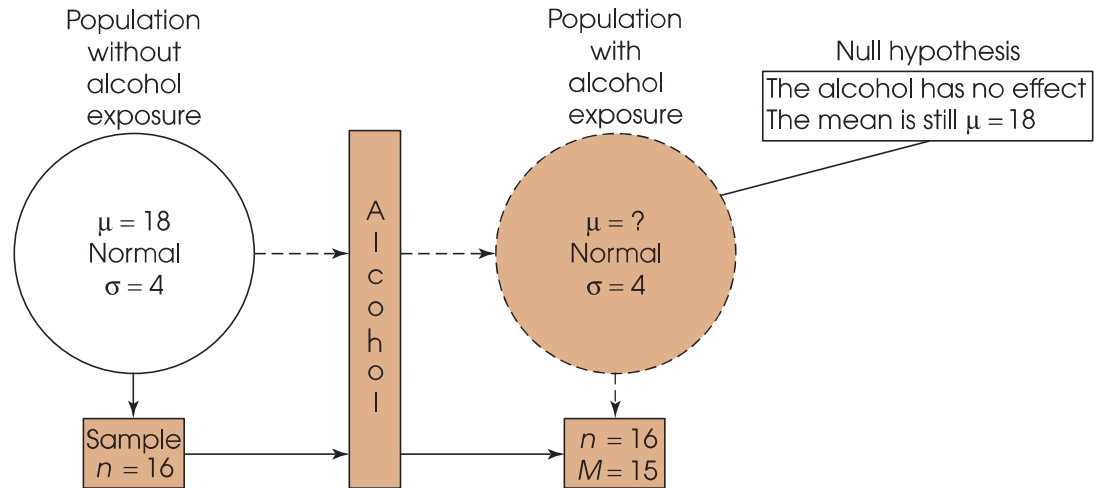 Population
without
alcohol
exposure
μ = 18
Normal
σ = 4
Sample
n = 16
Alcohol
Population
with
alcohol
exposure
μ = ?
Normal
σ = 4
n = 16
M = 15
Null hypothesis
The alcohol has no effect
The mean is still μ = 18